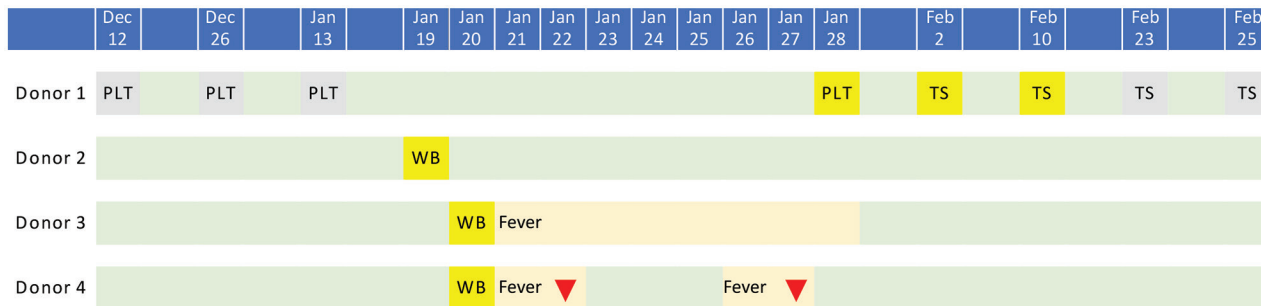 Dec 12 Dec 26 Jan 13 Jan 19 Jan 20 Jan 21 Jan 22 Jan 23 Jan 24 Jan 25 Jan 26 Jan 27 Jan 28 Feb 2 Feb 10 Feb 23 Feb 25
Donor 1 PLT PLT PLT PLT TS TS TS TS
Donor 2 WB
Donor 3 WB Fever
Donor 4 WB Fever Fever